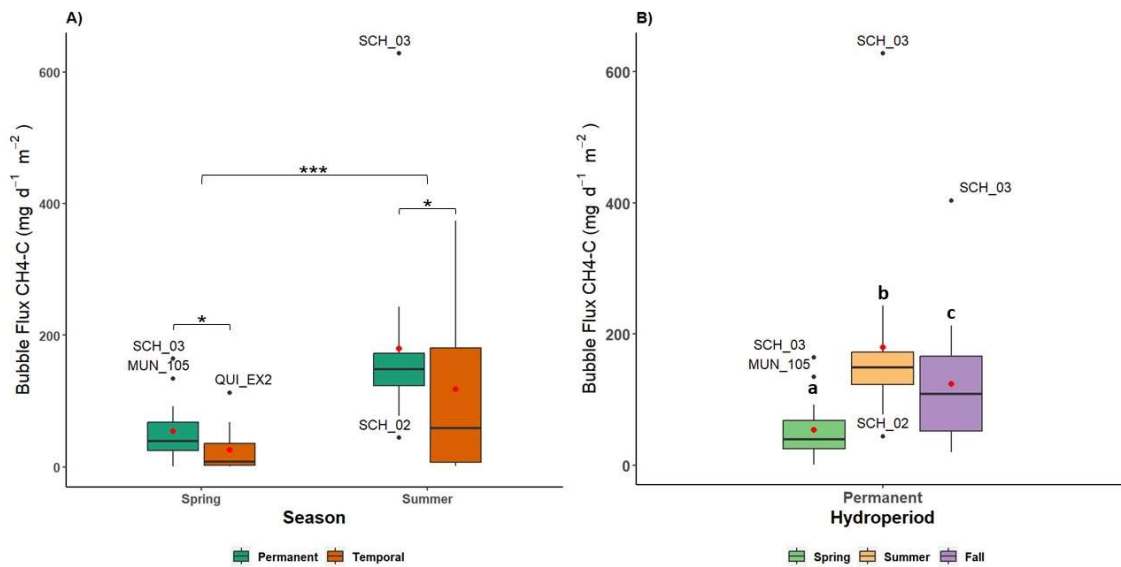 A)
Bubble Flux CH4-C (mg d⁻¹ m⁻²)
600
400
200
0
SCH_03
***
*
*
SCH_03
MUN_105
QUI_EX2
SCH_02
Spring
Summer
Season
Permanent Temporal
B)
Bubble Flux CH4-C (mg d⁻¹ m⁻²)
600
400
200
0
SCH_03
SCH_03
b
c
SCH_03
MUN_105
a
SCH_02
Permanent
Hydroperiod
Spring Summer Fall